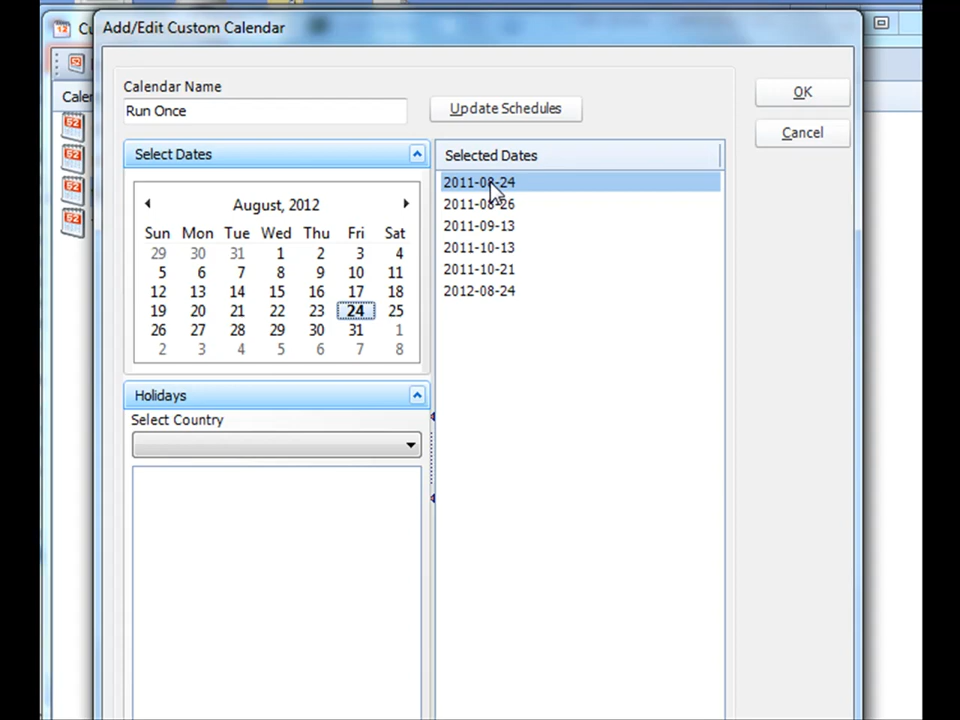 Add/Edit Custom Calendar
Calendar Name
Run Once
Update Schedules
OK
Cancel
Select Dates
August, 2012
Sun Mon Tue Wed Thu Fri Sat
29 30 31 1 2 3 4
5 6 7 8 9 10 11
12 13 14 15 16 17 18
19 20 21 22 23 24 25
26 27 28 29 30 31 1
2 3 4 5 6 7 8
Holidays
Select Country
Selected Dates
2011-08-24
2011-08-26
2011-09-13
2011-10-13
2011-10-21
2012-08-24